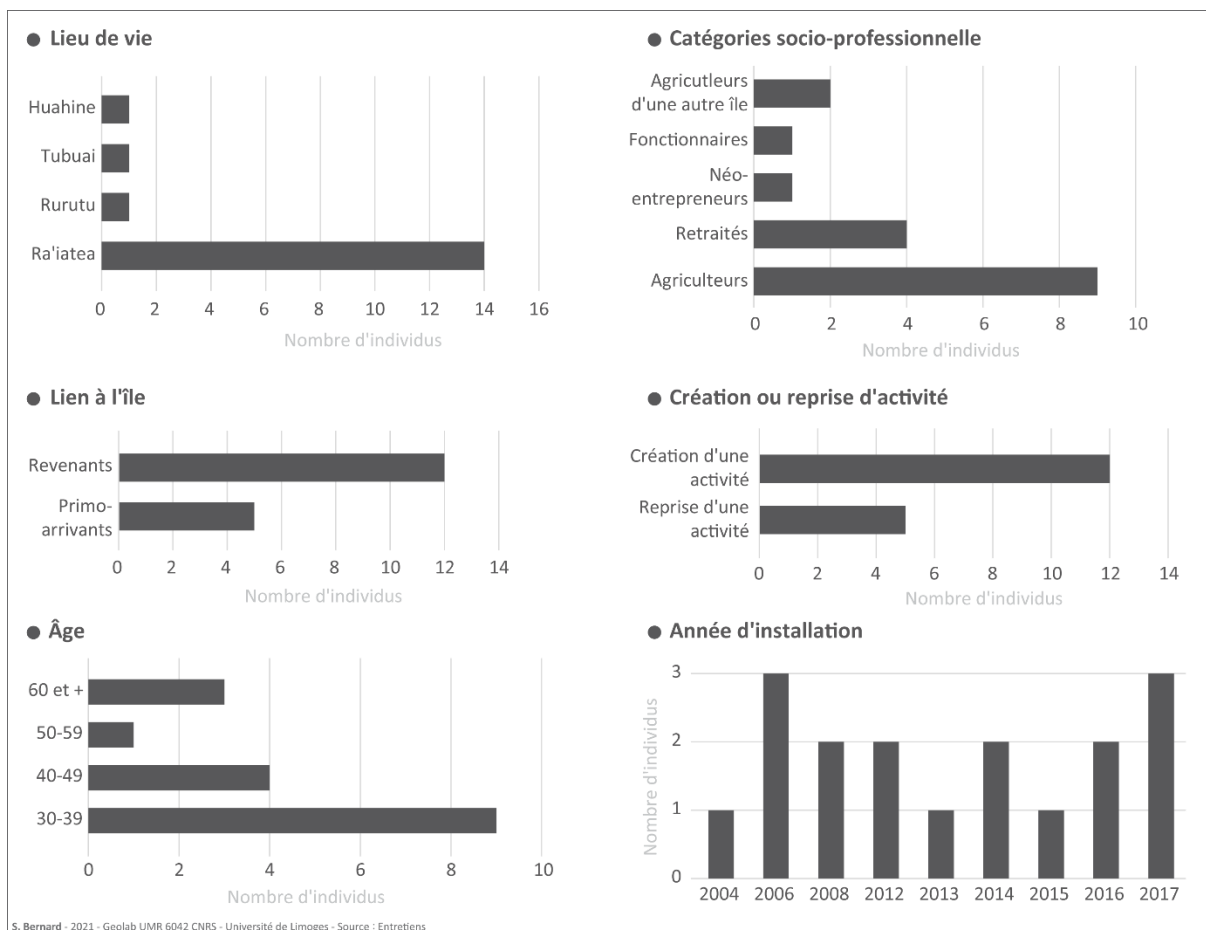 ● Lieu de vie
Huahine
Tubuai
Rurutu
Ra'iatea
0 2 4 6 8 10 12 14 16
Nombre d'individus
● Catégories socio-professionnelle
Agricutleurs
d'une autre île
Fonctionnaires
Néo-
entrepreneurs
Retraités
Agriculteurs
0 2 4 6 8 10
Nombre d'individus
● Lien à l'île
Revenants
Primo-
arrivants
0 2 4 6 8 10 12 14
Nombre d'individus
● Création ou reprise d'activité
Création d'une
activité
Reprise d'une
activité
0 2 4 6 8 10 12 14
Nombre d'individus
● Âge
60 et +
50-59
40-49
30-39
0 2 4 6 8 10
Nombre d'individus
● Année d'installation
Nombre d'individus
3
2
1
0
2004 2006 2008 2012 2013 2014 2015 2016 2017
S. Bernard - 2021 - Geolab UMR 6042 CNRS - Université de Limoges - Source : Entretiens